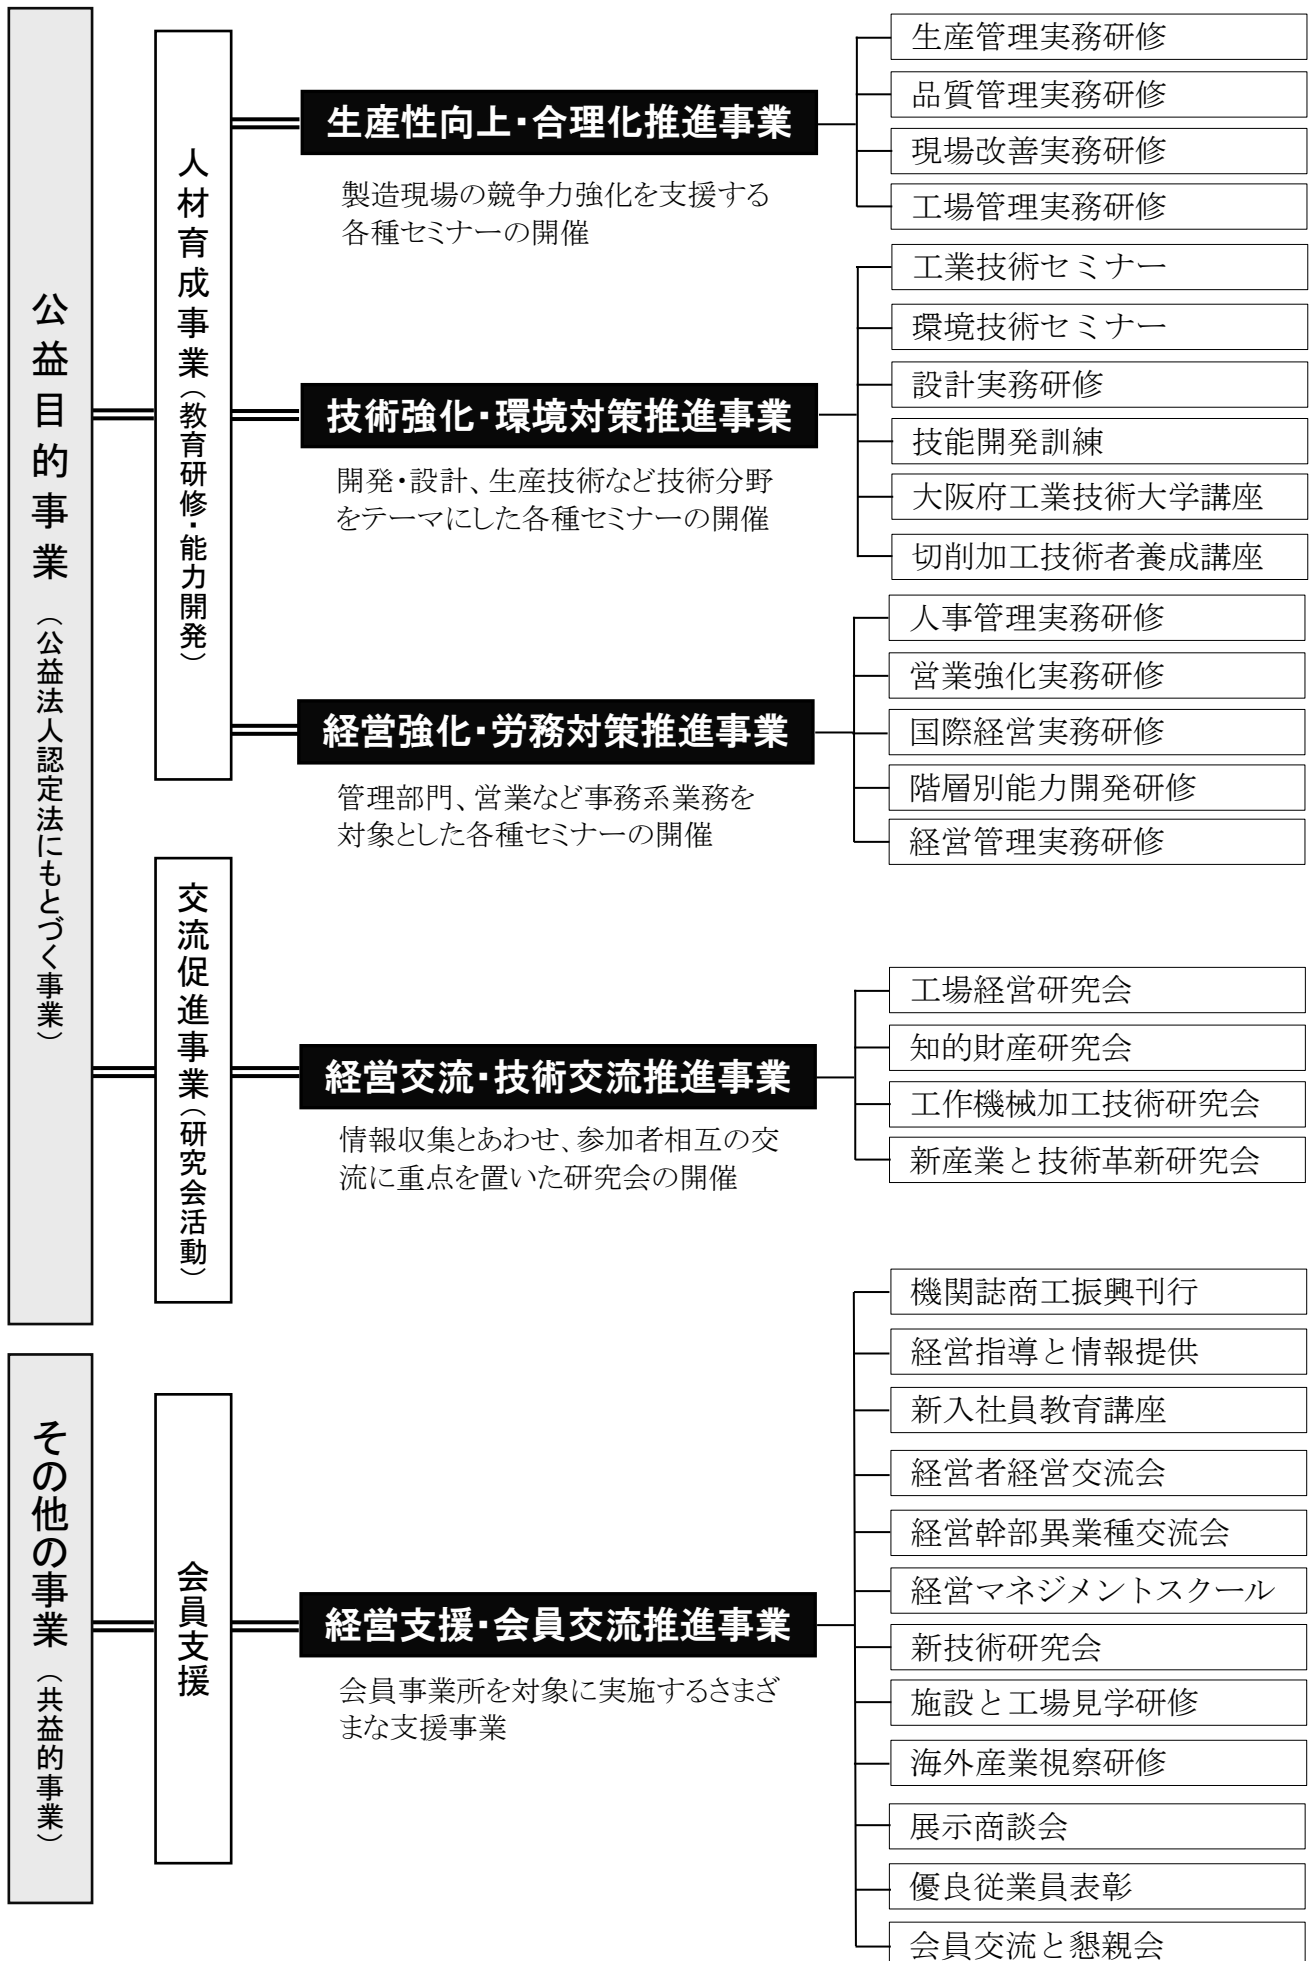 公益目的事業（公益法人認定法にもとづく事業）
人材育成事業（教育研修・能力開発）
生産性向上・合理化推進事業
製造現場の競争力強化を支援する
各種セミナーの開催
生産管理実務研修
品質管理実務研修
現場改善実務研修
工場管理実務研修
技術強化・環境対策推進事業
開発・設計、生産技術など技術分野
をテーマにした各種セミナーの開催
工業技術セミナー
環境技術セミナー
設計実務研修
技能開発訓練
大阪府工業技術大学講座
切削加工技術者養成講座
経営強化・労務対策推進事業
管理部門、営業など事務系業務を
対象とした各種セミナーの開催
人事管理実務研修
営業強化実務研修
国際経営実務研修
階層別能力開発研修
経営管理実務研修
交流促進事業（研究会活動）
経営交流・技術交流推進事業
情報収集とあわせ、参加者相互の交
流に重点を置いた研究会の開催
工場経営研究会
知的財産研究会
工作機械加工技術研究会
新産業と技術革新研究会
その他の事業（共益的事業）
会員支援
経営支援・会員交流推進事業
会員事業所を対象に実施するさまざ
まな支援事業
機関誌商工振興刊行
経営指導と情報提供
新入社員教育講座
経営者経営交流会
経営幹部異業種交流会
経営マネジメントスクール
新技術研究会
施設と工場見学研修
海外産業視察研修
展示商談会
優良従業員表彰
会員交流と懇親会